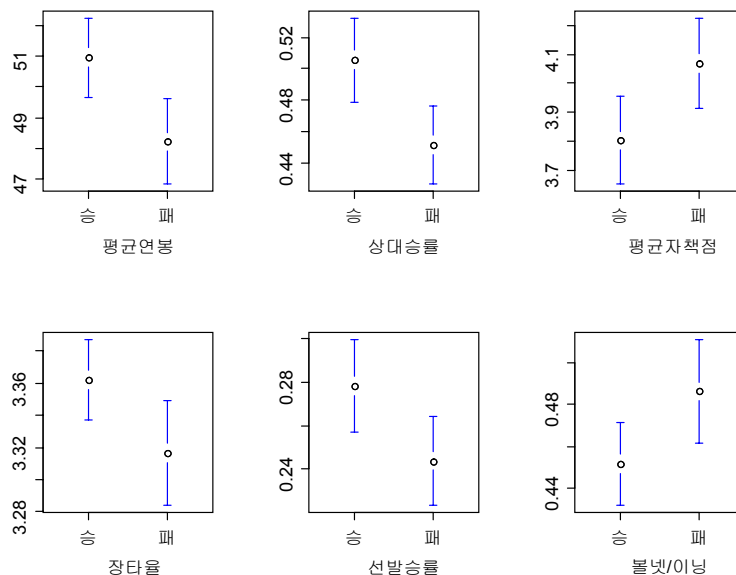 51
49
47
승 패
평균연봉
0.52
0.48
0.44
승 패
상대승률
4.1
3.9
3.7
승 패
평균자책점
3.36
3.32
3.28
승 패
장타율
0.28
0.24
승 패
선발승률
0.48
0.44
승 패
볼넷/이닝